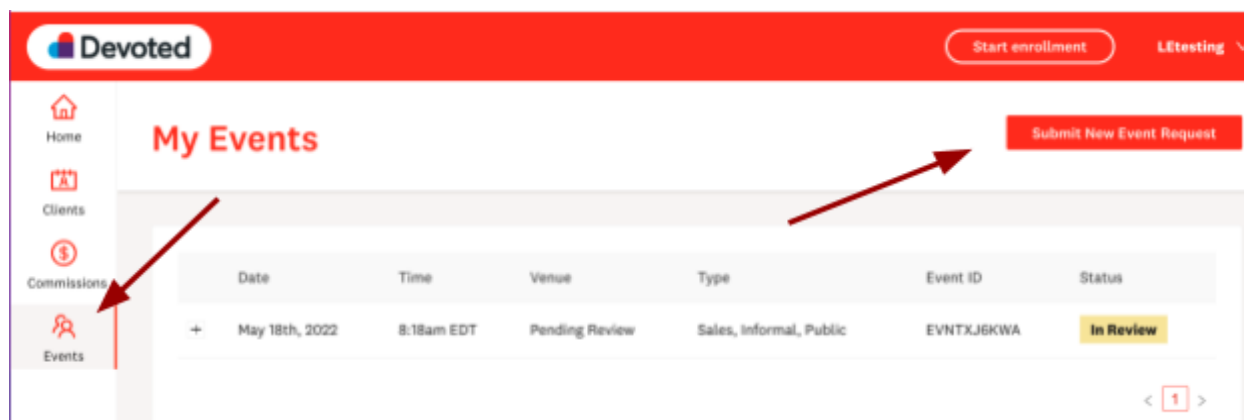 Devoted
Start enrollment
LEtesting
Home
My Events
Submit New Event Request
Clients
Commissions
Events
Date Time Venue Type Event ID Status
+ May 18th, 2022 8:18am EDT Pending Review Sales, Informal, Public EVNTXJ6KWA In Review
< 1 >